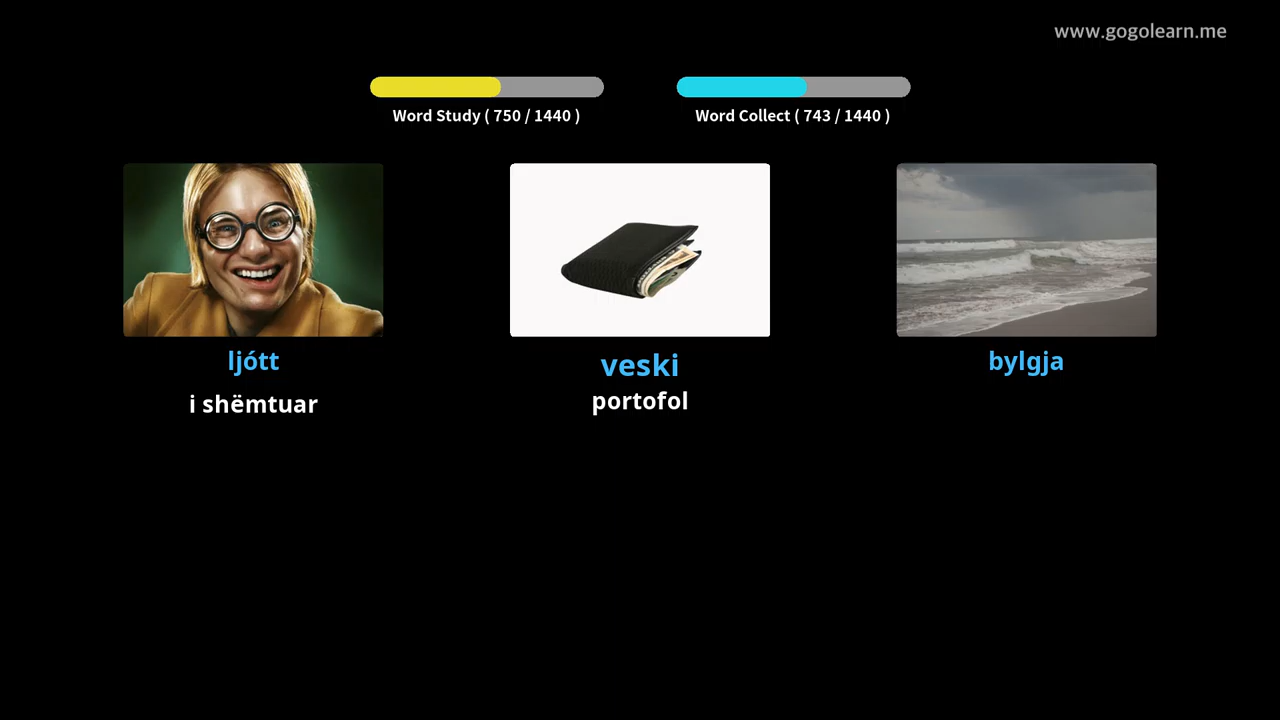 www.gogolearn.me
Word Study ( 750 / 1440 )
Word Collect ( 743 / 1440 )
ljótt
veski
bylgja
i shëmtuar
portofol